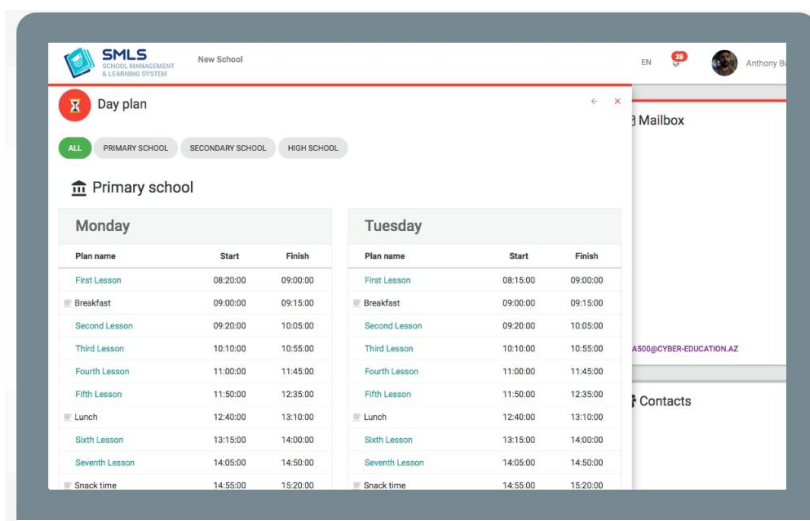 SMLS
SCHOOL MANAGEMENT
& LEARNING SYSTEM
New School
EN
28
Anthony
Day plan
Mailbox
ALL PRIMARY SCHOOL SECONDARY SCHOOL HIGH SCHOOL
Primary school
Monday
Plan name Start Finish
First Lesson 08:20:00 09:00:00
Breakfast 09:00:00 09:15:00
Second Lesson 09:20:00 10:05:00
Third Lesson 10:10:00 10:55:00
Fourth Lesson 11:00:00 11:45:00
Fifth Lesson 11:50:00 12:35:00
Lunch 12:40:00 13:10:00
Sixth Lesson 13:15:00 14:00:00
Seventh Lesson 14:05:00 14:50:00
Snack time 14:55:00 15:20:00
Tuesday
Plan name Start Finish
First Lesson 08:15:00 09:00:00
Breakfast 09:00:00 09:15:00
Second Lesson 09:20:00 10:05:00
Third Lesson 10:10:00 10:55:00
Fourth Lesson 11:00:00 11:45:00
Fifth Lesson 11:50:00 12:35:00
Lunch 12:40:00 13:10:00
Sixth Lesson 13:15:00 14:00:00
Seventh Lesson 14:05:00 14:50:00
Snack time 14:55:00 15:20:00
A500@CYBER-EDUCATION.AZ
Contacts